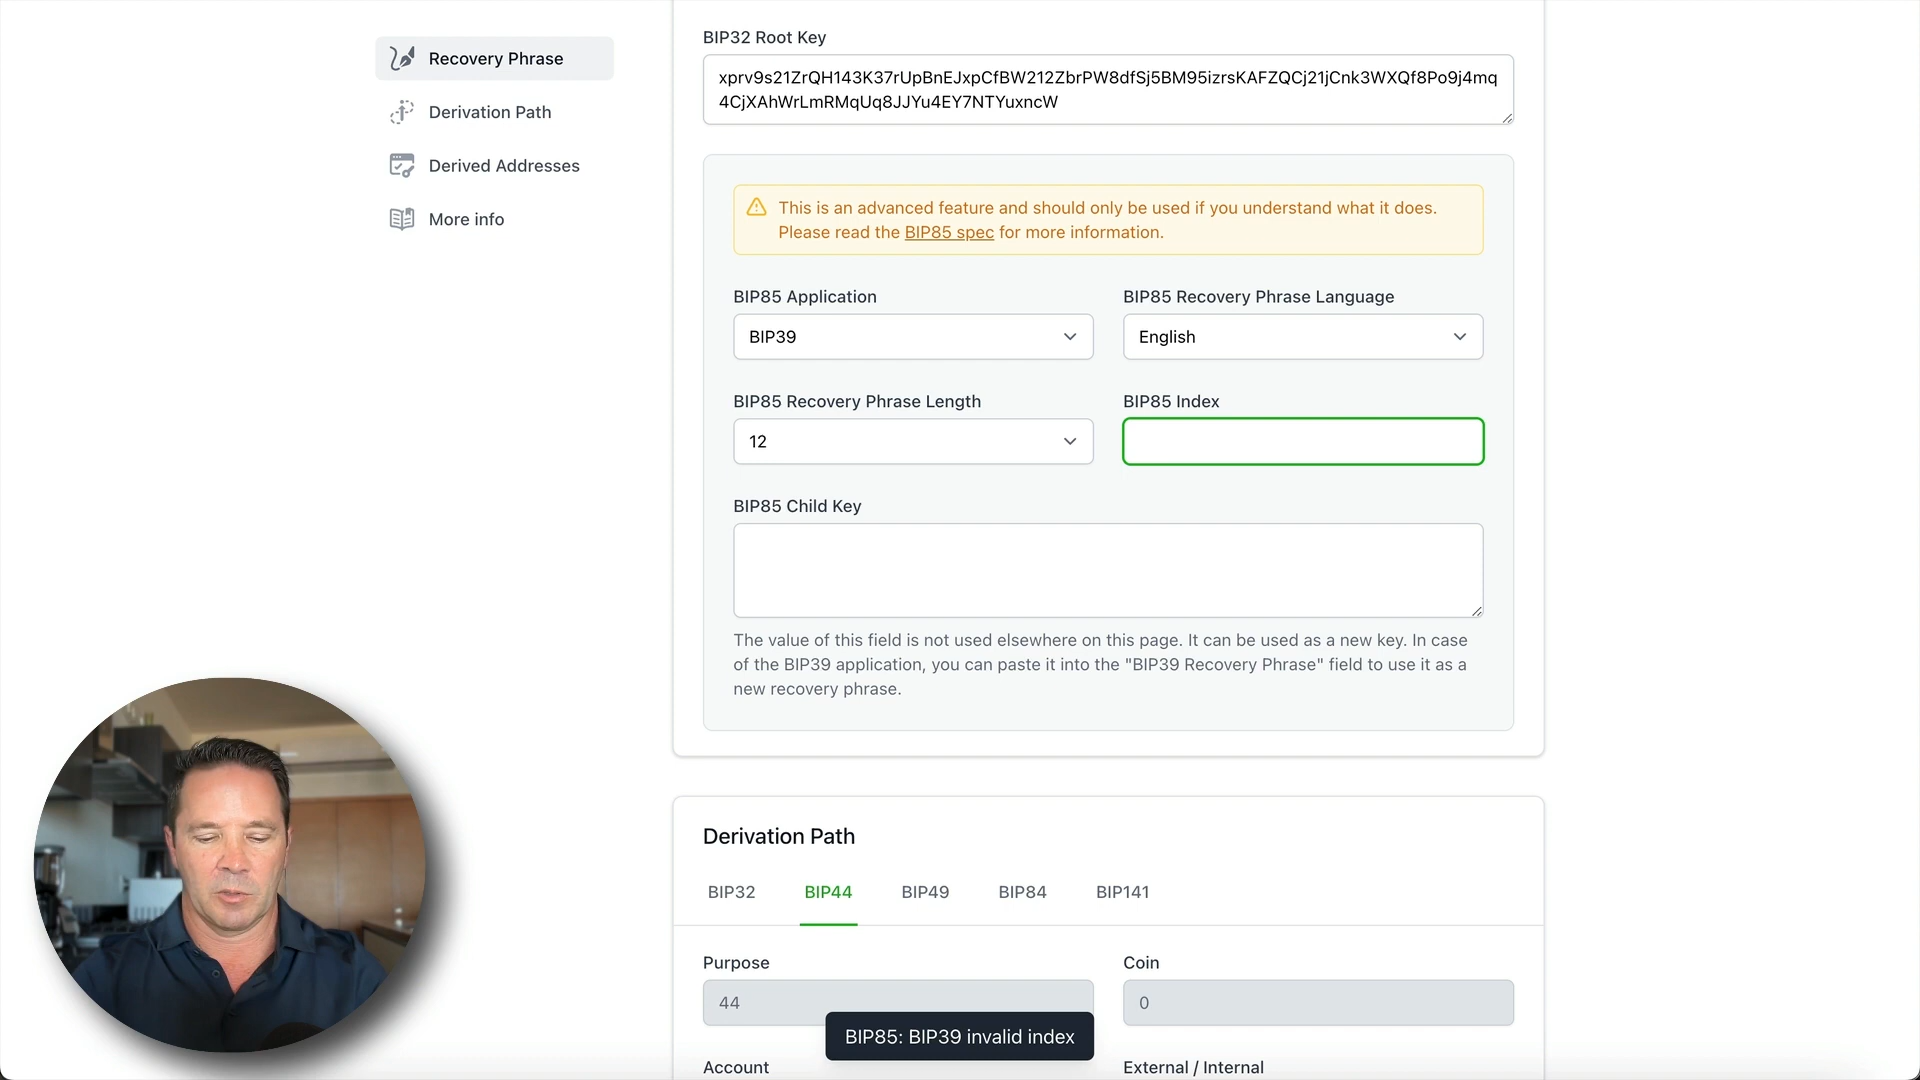 Recovery Phrase
Derivation Path
Derived Addresses
More info
BIP32 Root Key
xprv9s21ZrQH143K37rUpBnEJxpCfBW212ZbrPW8dfSj5BM95izrsKAFZQCj21jCnk3WXQf8Po9j4mq
4CjXAhWrLmRMqUq8JJYu4EY7NTYuxncW
This is an advanced feature and should only be used if you understand what it does.
Please read the BIP85 spec for more information.
BIP85 Application
BIP85 Recovery Phrase Language
BIP39
English
BIP85 Recovery Phrase Length
BIP85 Index
12
BIP85 Child Key
The value of this field is not used elsewhere on this page. It can be used as a new key. In case
of the BIP39 application, you can paste it into the "BIP39 Recovery Phrase" field to use it as a
new recovery phrase.
Derivation Path
BIP32
BIP44
BIP49
BIP84
BIP141
Purpose
Coin
44
0
BIP85: BIP39 invalid index
Account
External / Internal